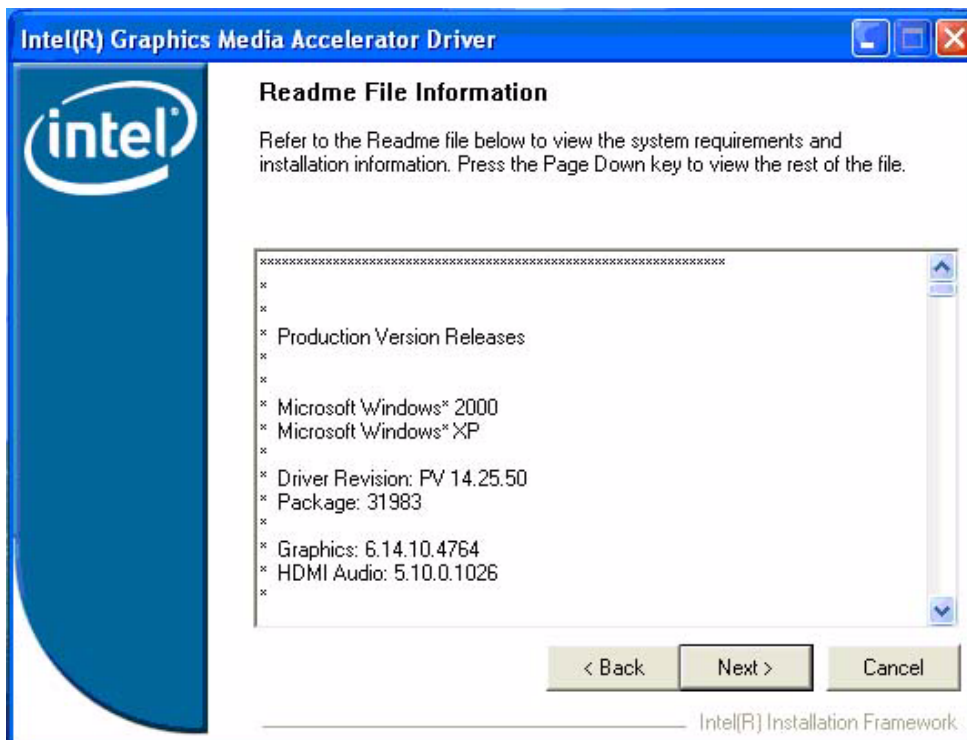 Intel(R) Graphics Media Accelerator Driver
intel
Readme File Information
Refer to the Readme file below to view the system requirements and
installation information. Press the Page Down key to view the rest of the file.
****************************************************************
*
*
* Production Version Releases
*
*
* Microsoft Windows* 2000
* Microsoft Windows* XP
*
* Driver Revision: PV 14.25.50
* Package: 31983
*
* Graphics: 6.14.10.4764
* HDMI Audio: 5.10.0.1026
*
< Back
Next >
Cancel
Intel(R) Installation Framework